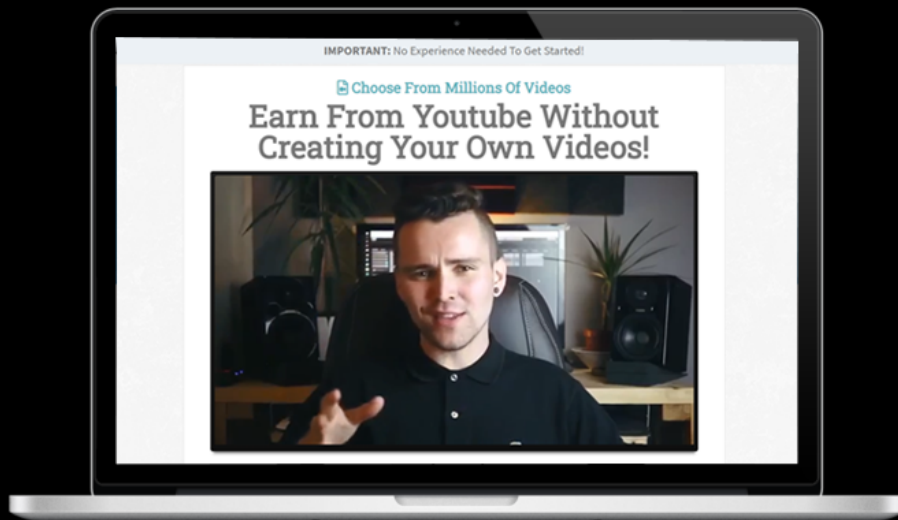 IMPORTANT: No Experience Needed To Get Started!
Choose From Millions Of Videos
Earn From Youtube Without
Creating Your Own Videos!